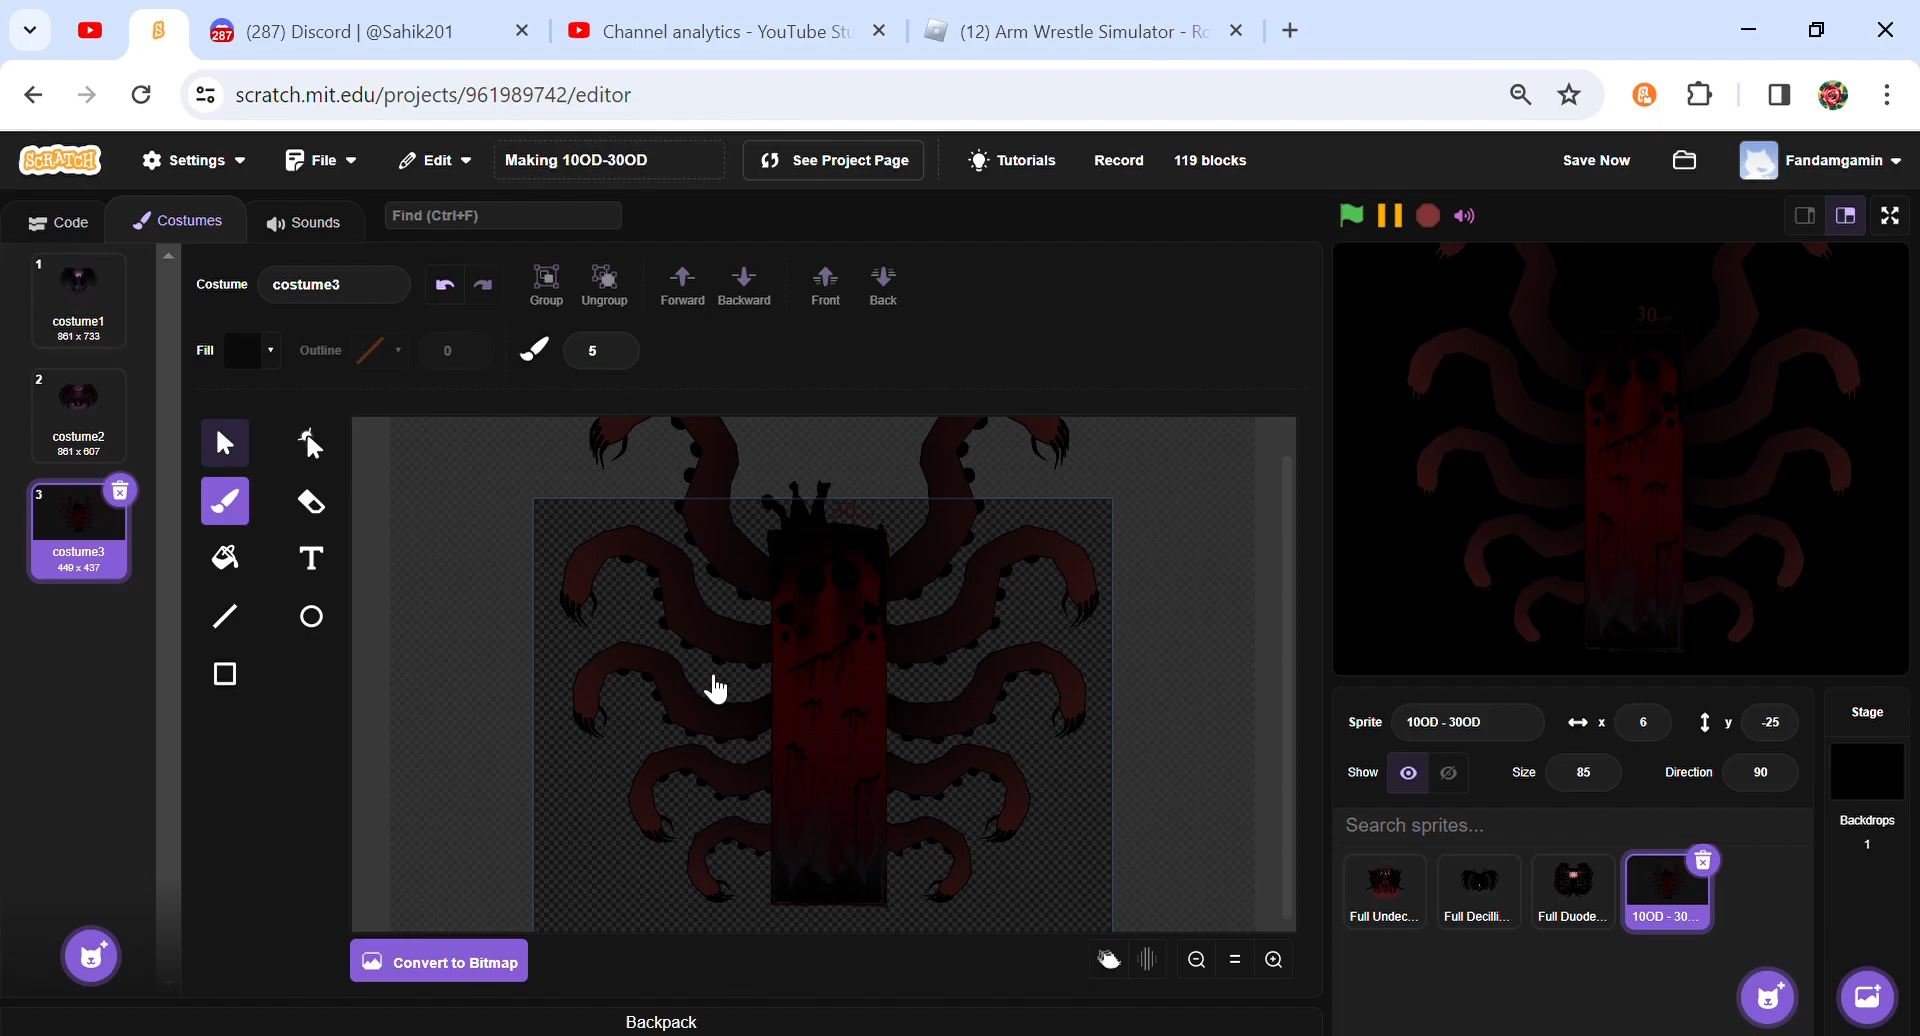 287
(287) Discord | @Sahik201
Channel analytics - YouTube Stu
(12) Arm Wrestle Simulator - Ro
scratch.mit.edu/projects/961989742/editor
SCRATCH
Settings
File
Edit
Making 10OD-30OD
See Project Page
Tutorials
Record
119 blocks
Save Now
Fandamgamin
Code
Costumes
Sounds
Find (Ctrl+F)
1
costume1
861 x 733
2
costume2
861 x 607
3
costume3
449 x 437
Costume
costume3
Group
Ungroup
Forward
Backward
Front
Back
Fill
Outline
0
5
Convert to Bitmap
Backpack
Sprite
10OD - 30OD
x
6
y
-25
Show
Size
85
Direction
90
Search sprites...
Full Undec...
Full Decilli...
Full Duode...
10OD - 30...
Stage
Backdrops
1